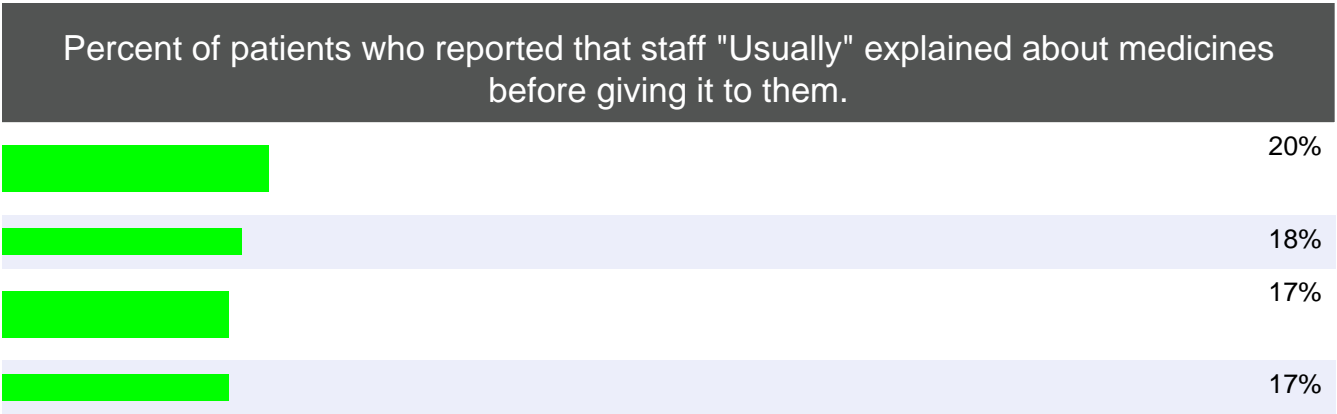 Percent of patients who reported that staff "Usually" explained about medicines
before giving it to them.
20%
18%
17%
17%